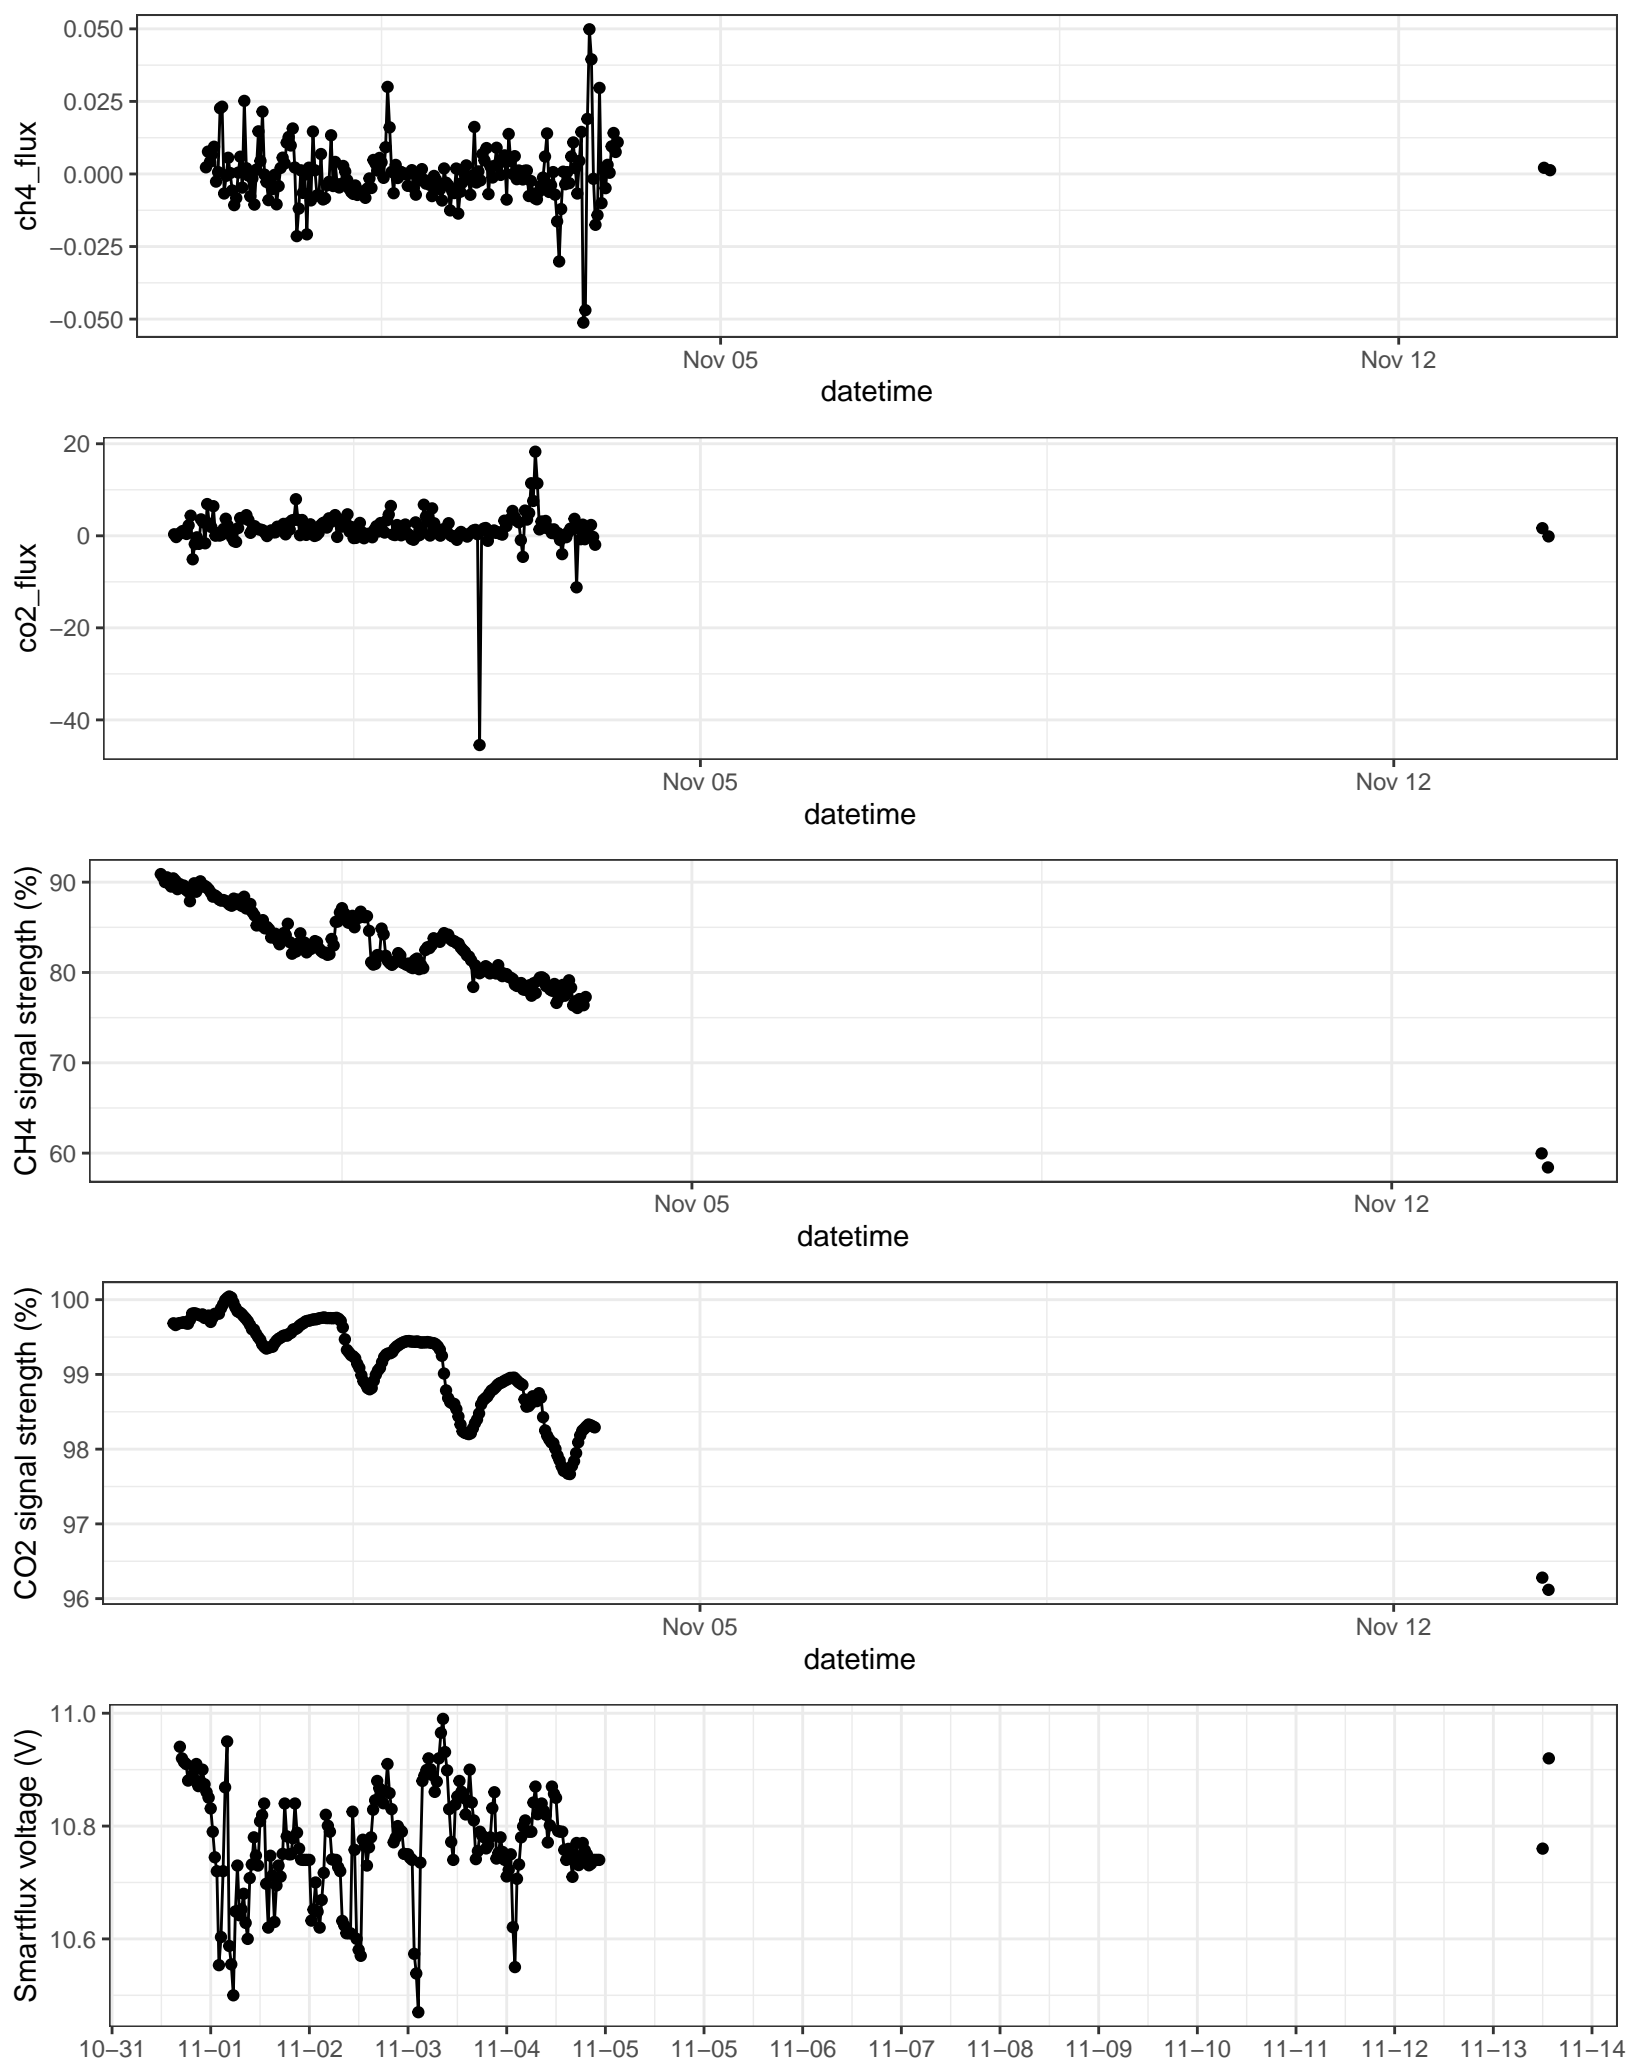 ch4_flux
0.050
0.025
0.000
−0.025
−0.050
Nov 05 Nov 12
datetime
co2_flux
20
0
−20
−40
Nov 05 Nov 12
datetime
CH4 signal strength (%)
90
80
70
60
Nov 05 Nov 12
datetime
CO2 signal strength (%)
100
99
98
97
96
Nov 05 Nov 12
datetime
Smartflux voltage (V)
11.0
10.8
10.6
10−31 11−01 11−02 11−03 11−04 11−05 11−06 11−07 11−08 11−09 11−10 11−11 11−12 11−13 11−14